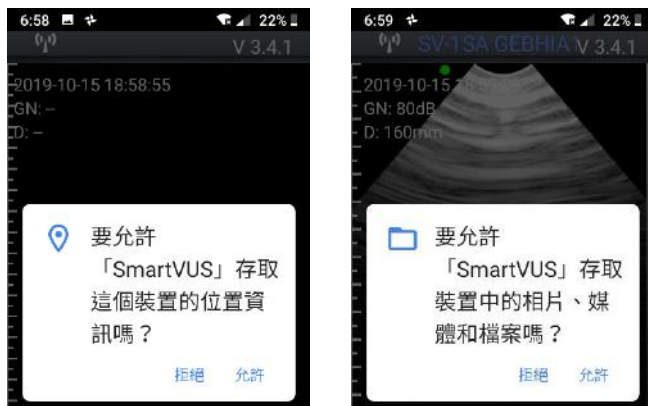 6:58
22%
V 3.4.1
2019-10-15 18:58:55
GN: –
D: –
要允許
「SmartVUS」存取
這個裝置的位置資
訊嗎？
拒絕 允許
6:59
22%
SV-1SA GEBHIA V 3.4.1
2019-10-15
GN: 80dB
D: 160mm
要允許
「SmartVUS」存取
裝置中的相片、媒
體和檔案嗎？
拒絕 允許